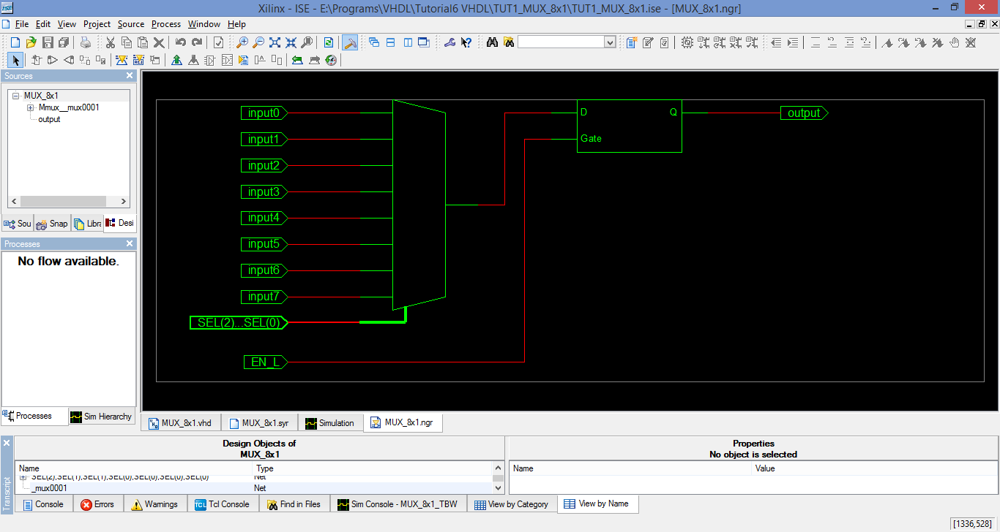 Xilinx - ISE - E:\Programs\VHDL\Tutorial6 VHDL\TUT1_MUX_8x1\TUT1_MUX_8x1.ise - [MUX_8x1.ngr]
File Edit View Project Source Process Window Help
Sources
MUX_8x1
Mmux__mux0001
output
Sou Snap Libra Desi
Processes
No flow available.
Processes Sim Hierarchy
input0
input1
input2
input3
input4
input5
input6
input7
SEL(2)...SEL(0)
EN_L
D Q
Gate
output
MUX_8x1.vhd MUX_8x1.syr Simulation MUX_8x1.ngr
Transcript
Design Objects of
MUX_8x1
Name Type
SEL(2),SEL(1),SEL(1),SEL(0),SEL(0),SEL(0),SEL(0) Net
_mux0001 Net
Properties
No object is selected
Name Value
Console Errors Warnings Tcl Console Find in Files Sim Console - MUX_8x1_TBW View by Category View by Name
[1336,528]